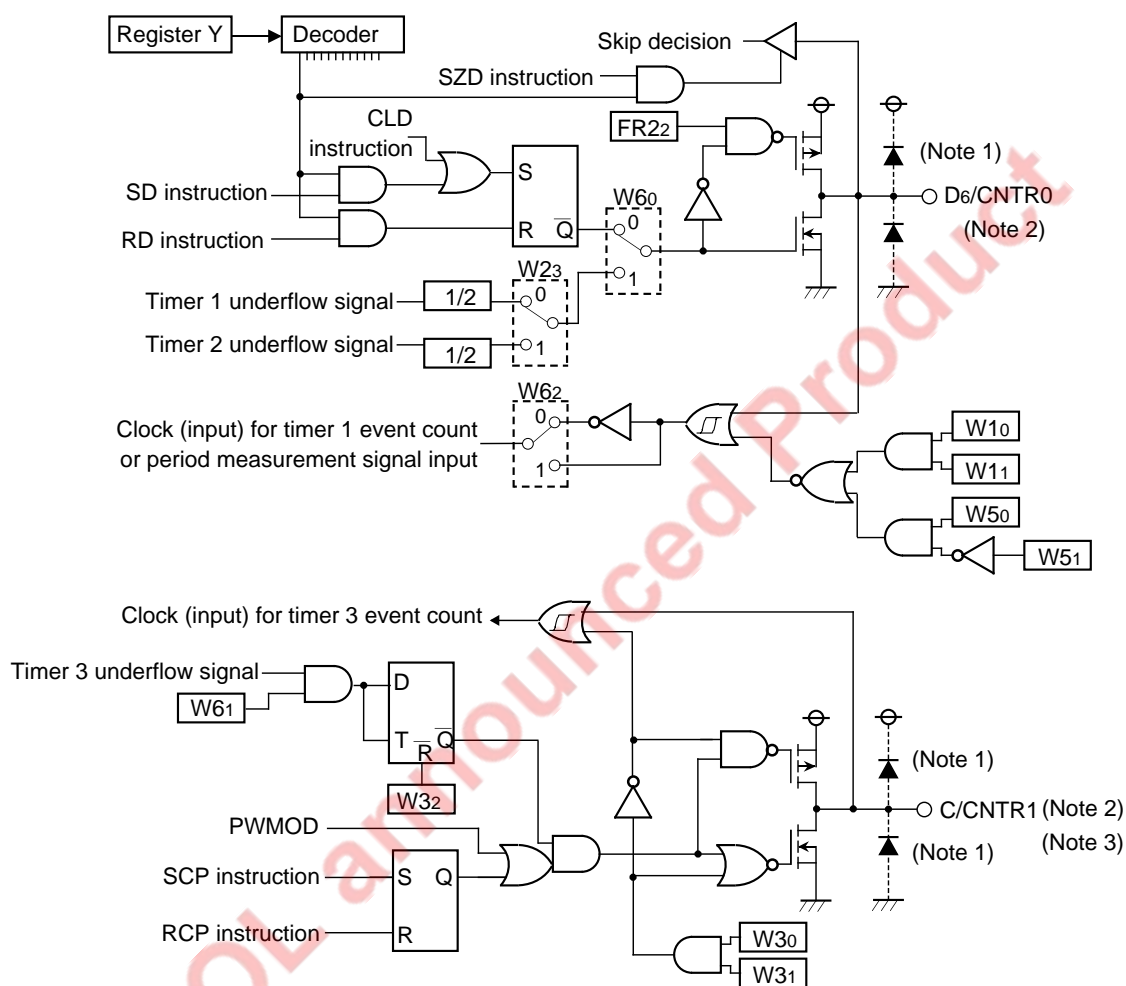 Register Y
Decoder
Skip decision
SZD instruction
CLD
instruction
FR22
(Note 1)
SD instruction
S
W60
D6/CNTR0
(Note 2)
RD instruction
R
Q
0
1
W23
Timer 1 underflow signal
1/2
0
Timer 2 underflow signal
1/2
1
W62
Clock (input) for timer 1 event count
or period measurement signal input
0
1
W10
W11
W50
W51
Clock (input) for timer 3 event count
Timer 3 underflow signal
W61
D
T
R
Q
W32
(Note 1)
C/CNTR1
(Note 2)
(Note 1)
(Note 3)
PWMOD
SCP instruction
S
Q
RCP instruction
R
W30
W31
OL announced Product